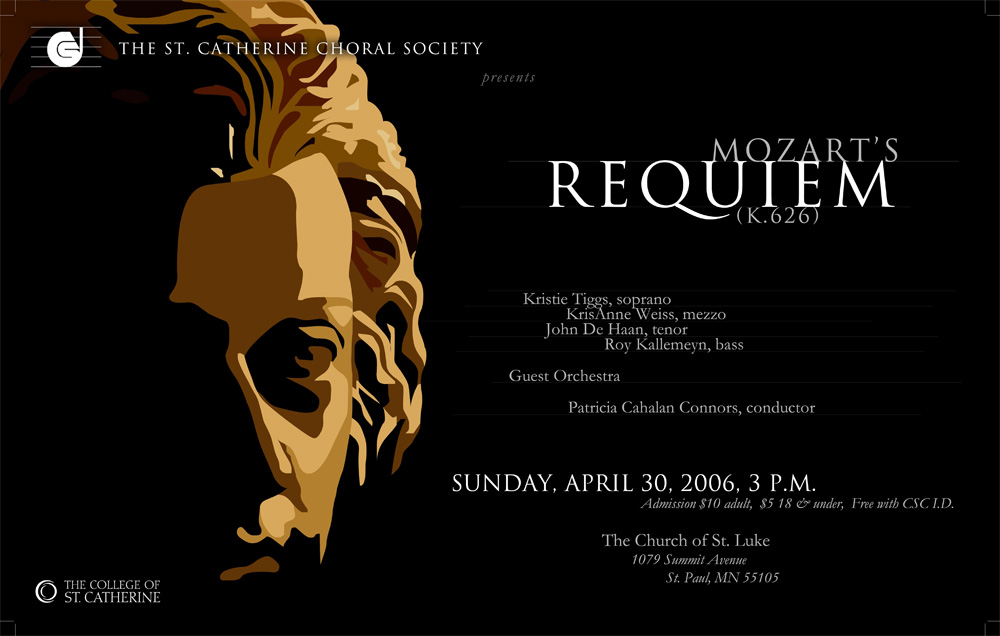 THE ST. CATHERINE CHORAL SOCIETY
presents
MOZART'S
REQUIEM
(K.626)
Kristie Tiggs, soprano
KrisAnne Weiss, mezzo
John De Haan, tenor
Roy Kallemeyn, bass
Guest Orchestra
Patricia Cahalan Connors, conductor
SUNDAY, APRIL 30, 2006, 3 P.M.
Admission $10 adult, $5 18 & under, Free with CSC I.D.
The Church of St. Luke
1079 Summit Avenue
St. Paul, MN 55105
THE COLLEGE OF
ST. CATHERINE